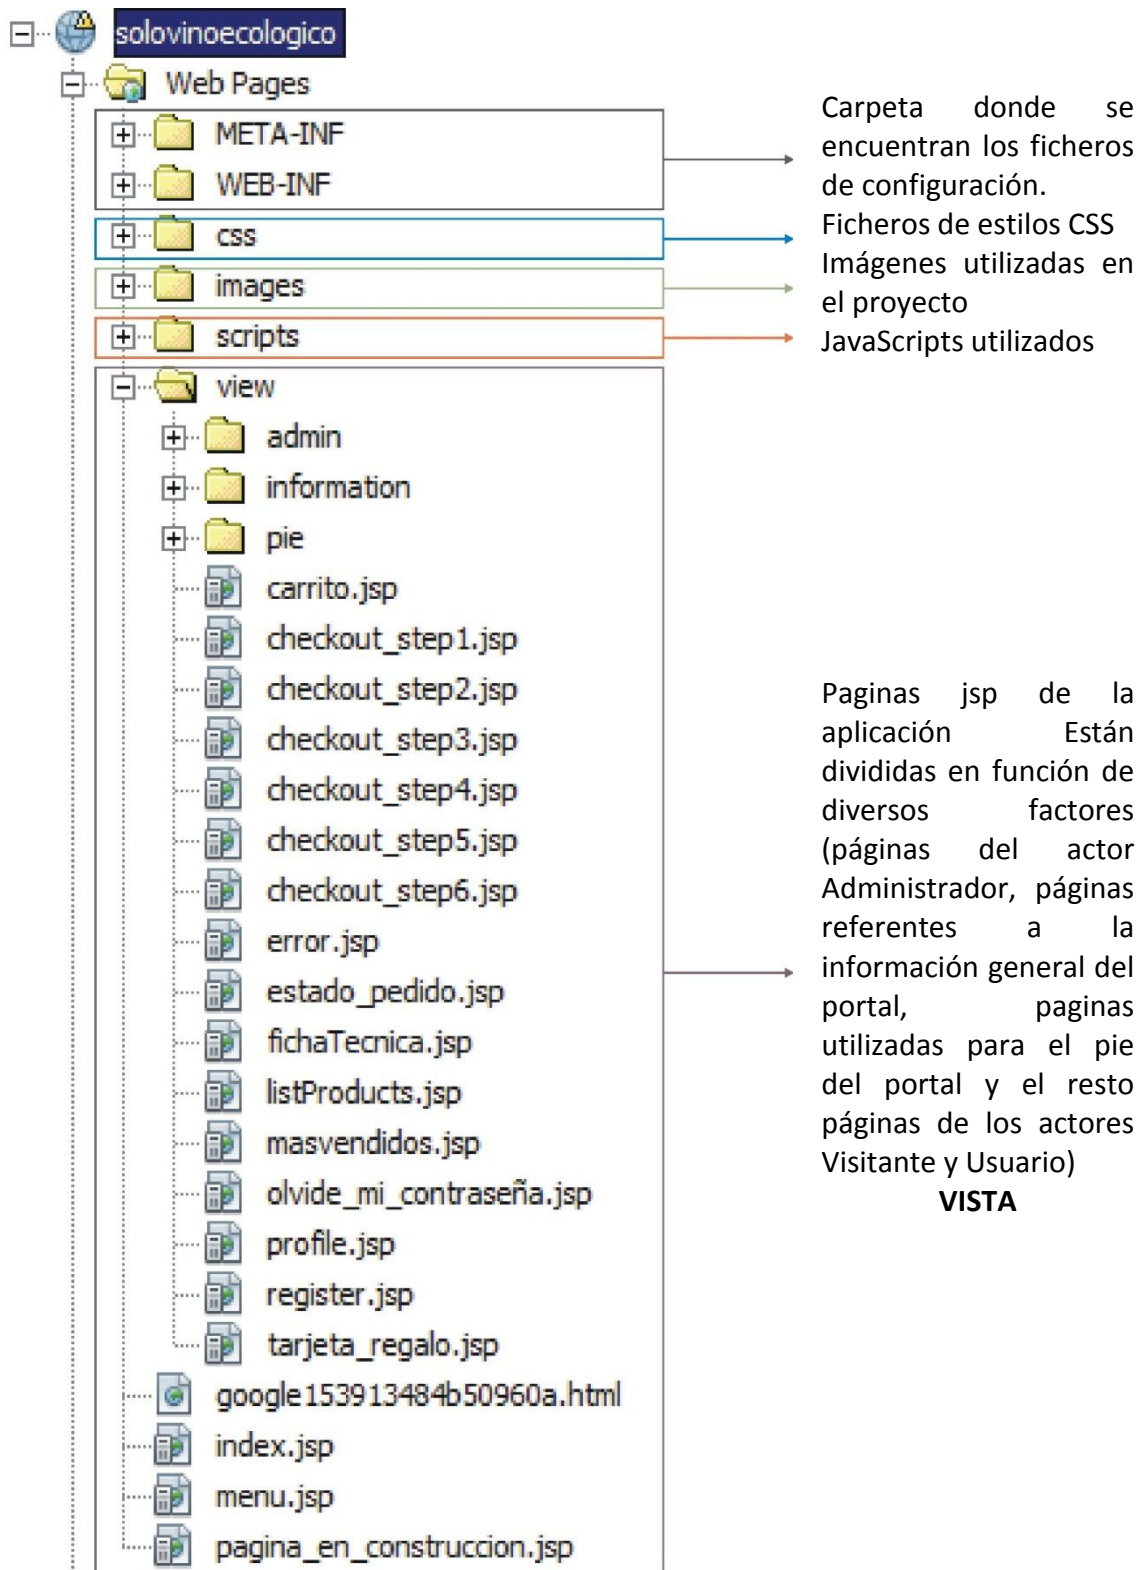 solovinoecologico
Web Pages
META-INF
WEB-INF
css
images
scripts
view
admin
information
pie
carrito.jsp
checkout_step1.jsp
checkout_step2.jsp
checkout_step3.jsp
checkout_step4.jsp
checkout_step5.jsp
checkout_step6.jsp
error.jsp
estado_pedido.jsp
fichaTecnica.jsp
listProducts.jsp
masvendidos.jsp
olvide_mi_contraseña.jsp
profile.jsp
register.jsp
tarjeta_regalo.jsp
google153913484b50960a.html
index.jsp
menu.jsp
pagina_en_construccion.jsp
Carpeta donde se
encuentran los ficheros
de configuración.
Ficheros de estilos CSS
Imágenes utilizadas en
el proyecto
JavaScripts utilizados
Paginas jsp de la
aplicación Están
divididas en función de
diversos factores
(páginas del actor
Administrador, páginas
referentes a la
información general del
portal, paginas
utilizadas para el pie
del portal y el resto
páginas de los actores
Visitante y Usuario)
VISTA